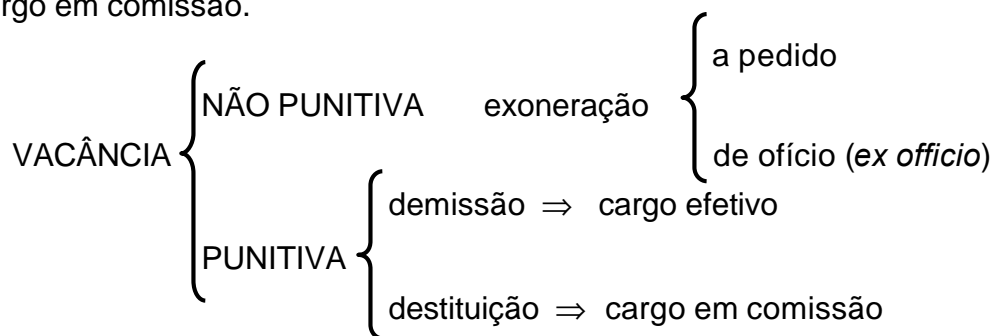 rgo em comissão.
a pedido
NÃO PUNITIVA exoneração
VACÂNCIA
de ofício (ex officio)
demissão ⇒ cargo efetivo
PUNITIVA
destituição ⇒ cargo em comissão